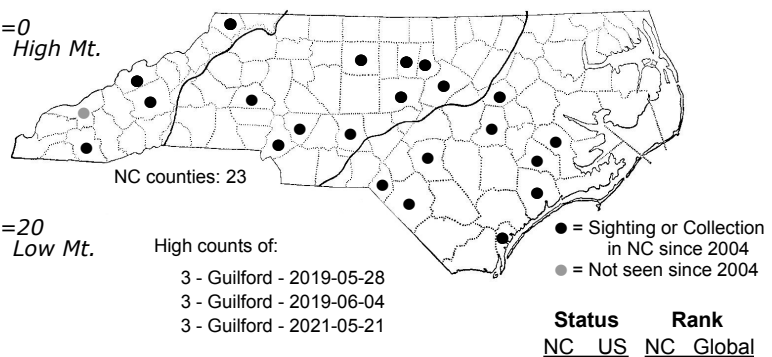 =0
High Mt.
NC counties: 23
=20
Low Mt.
High counts of:
3 - Guilford - 2019-05-28
3 - Guilford - 2019-06-04
3 - Guilford - 2021-05-21
● = Sighting or Collection
in NC since 2004
● = Not seen since 2004
Status Rank
NC US NC Global